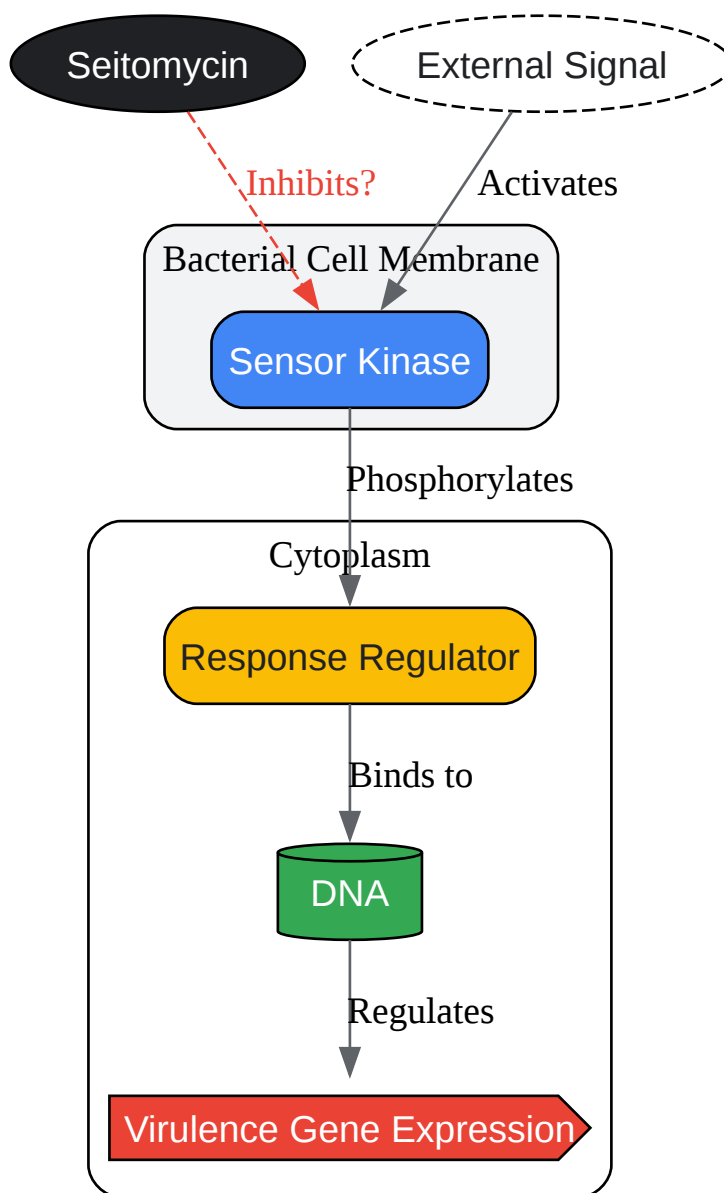 Seitomycin
External Signal
Inhibits?
Activates
Bacterial Cell Membrane
Sensor Kinase
Phosphorylates
Cytoplasm
Response Regulator
Binds to
DNA
Regulates
Virulence Gene Expression